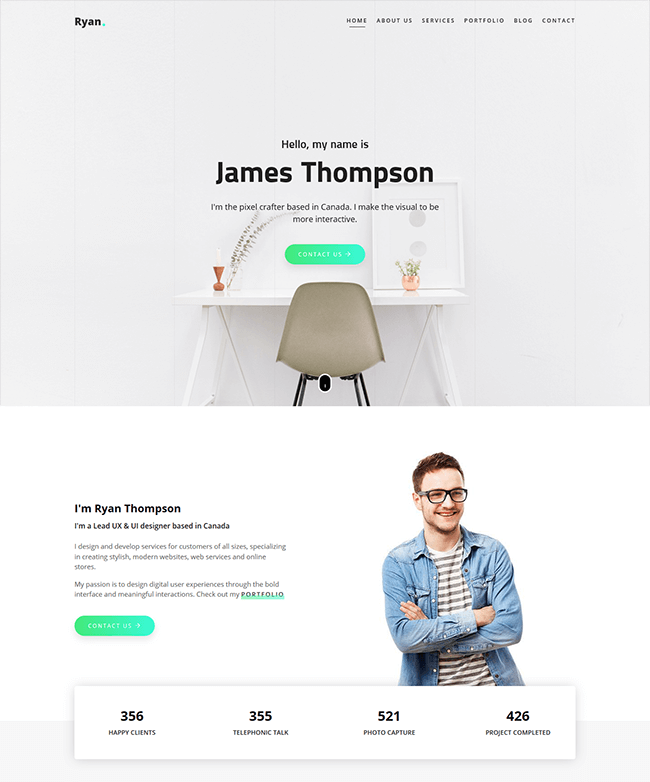 Ryan.
HOME ABOUT US SERVICES PORTFOLIO BLOG CONTACT
Hello, my name is
James Thompson
I'm the pixel crafter based in Canada. I make the visual to be
more interactive.
CONTACT US →
I'm Ryan Thompson
I'm a Lead UX & UI designer based in Canada
I design and develop services for customers of all sizes, specializing
in creating stylish, modern websites, web services and online
stores.
My passion is to design digital user experiences through the bold
interface and meaningful interactions. Check out my PORTFOLIO
CONTACT US →
356 355 521 426
HAPPY CLIENTS TELEPHONIC TALK PHOTO CAPTURE PROJECT COMPLETED